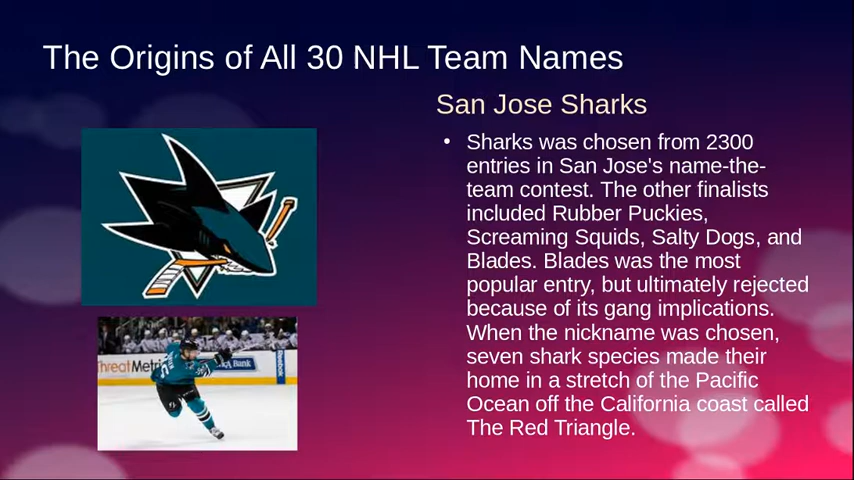 The Origins of All 30 NHL Team Names
San Jose Sharks
• Sharks was chosen from 2300
entries in San Jose's name-the-
team contest. The other finalists
included Rubber Puckies,
Screaming Squids, Salty Dogs, and
Blades. Blades was the most
popular entry, but ultimately rejected
because of its gang implications.
When the nickname was chosen,
seven shark species made their
home in a stretch of the Pacific
Ocean off the California coast called
The Red Triangle.
Bank
Reebok